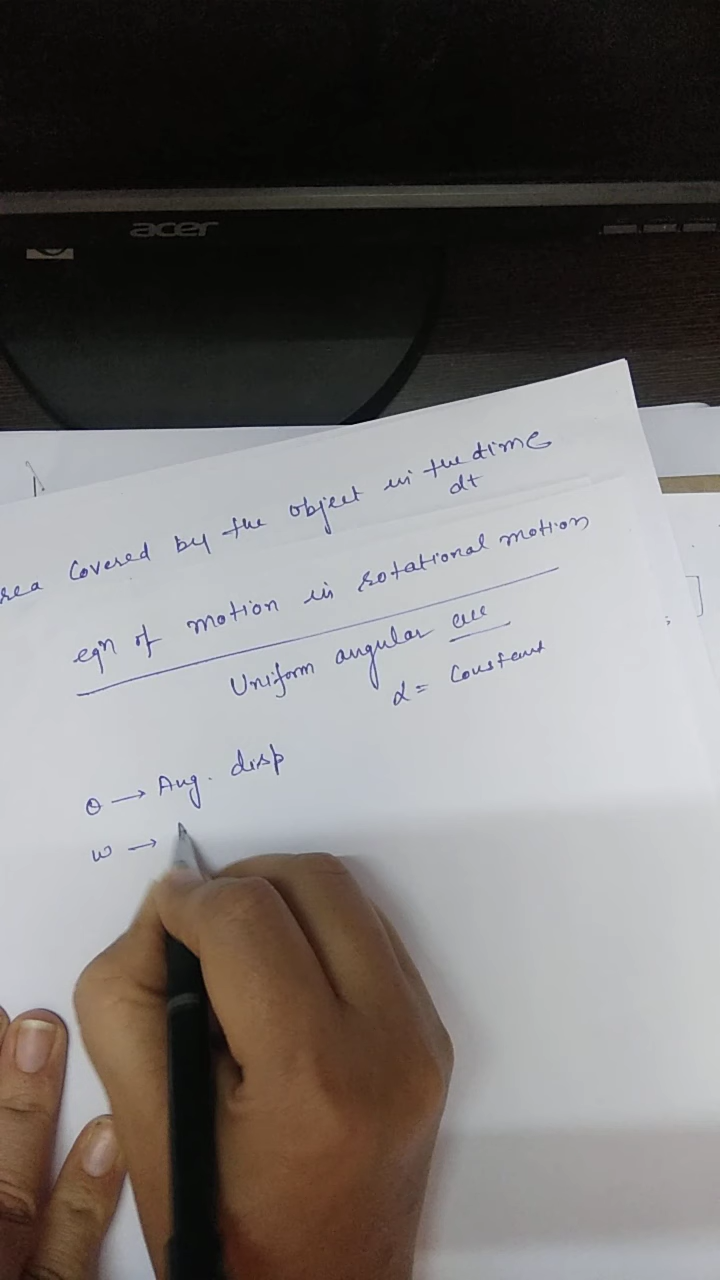 acer
area Covered by the object in the time
dt
eqn of motion in rotational motion
Uniform angular acc
α = Constant
θ → Ang. disp
ω →